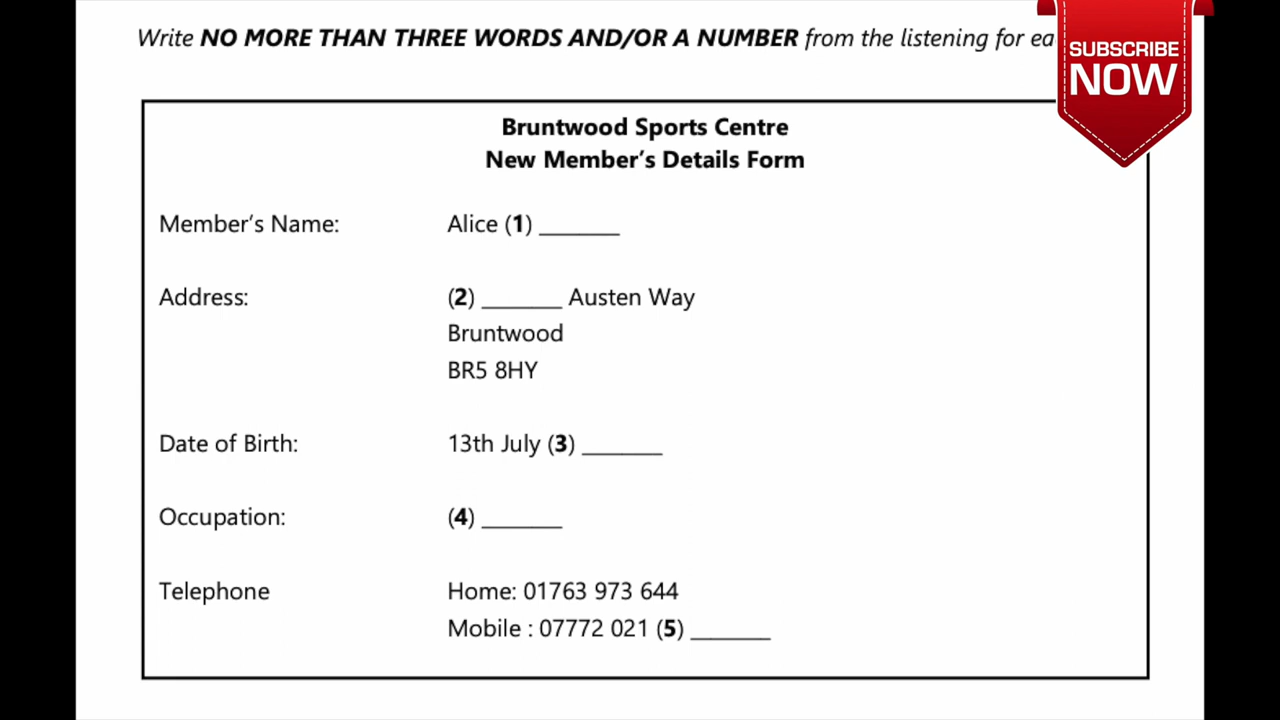 Write NO MORE THAN THREE WORDS AND/OR A NUMBER from the listening for
SUBSCRIBE
NOW
Bruntwood Sports Centre
New Member's Details Form
Member's Name: Alice (1) _______
Address: (2) _______ Austen Way
Bruntwood
BR5 8HY
Date of Birth: 13th July (3) _______
Occupation: (4) _______
Telephone Home: 01763 973 644
Mobile : 07772 021 (5) _______